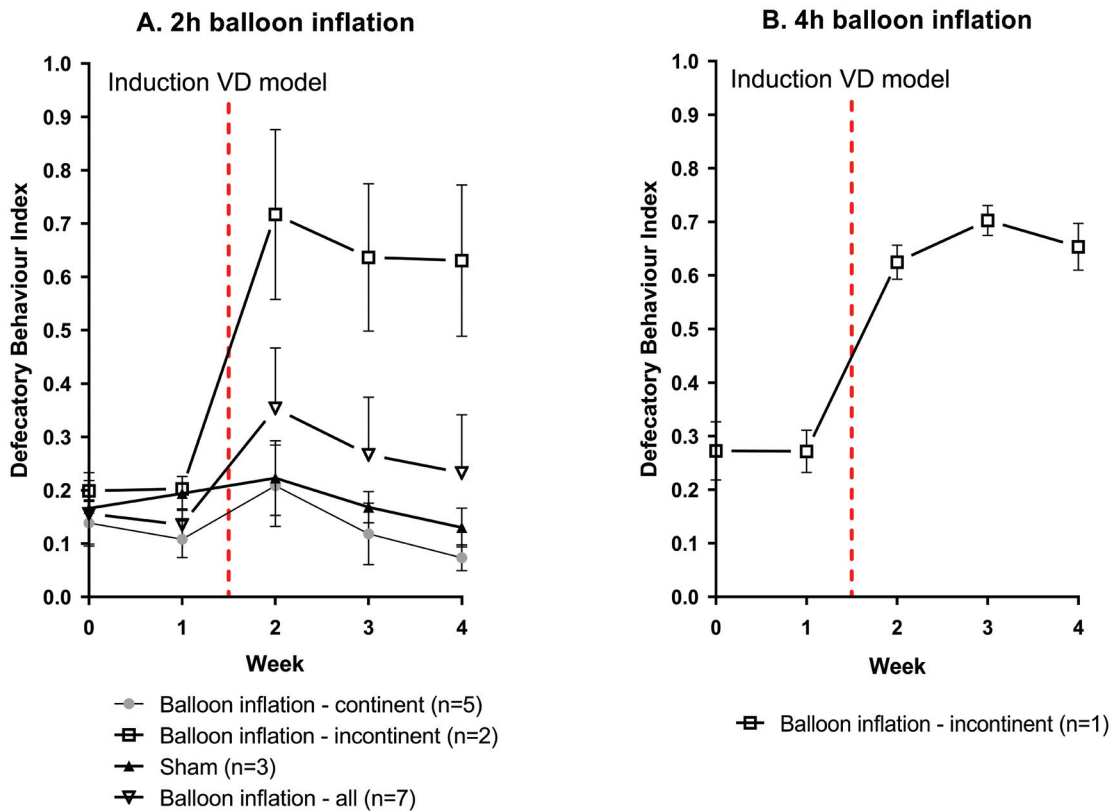 A. 2h balloon inflation
Induction VD model
Defecatory Behaviour Index
1.0
0.9
0.8
0.7
0.6
0.5
0.4
0.3
0.2
0.1
0.0
0 1 2 3 4
Week
Balloon inflation - continent (n=5)
Balloon inflation - incontinent (n=2)
Sham (n=3)
Balloon inflation - all (n=7)
B. 4h balloon inflation
Induction VD model
Defecatory Behaviour Index
1.0
0.9
0.8
0.7
0.6
0.5
0.4
0.3
0.2
0.1
0.0
0 1 2 3 4
Week
Balloon inflation - incontinent (n=1)